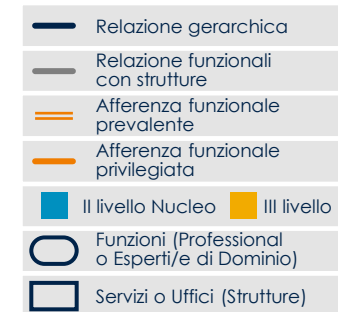 Relazione gerarchica
Relazione funzionali
con strutture
Afferenza funzionale
prevalente
Afferenza funzionale
privilegiata
II livello Nucleo III livello
Funzioni (Professional
o Esperti/e di Dominio)
Servizi o Uffici (Strutture)